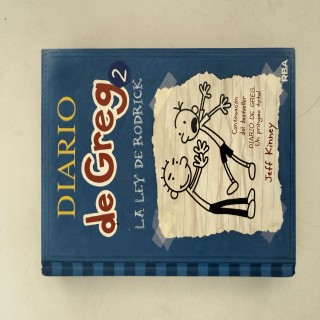 DIARIO
de Greg 2
LA LEY DE RODRICK
Continuación
del bestseller
DIARIO DE GREG.
Un pringao total
Jeff Kinney
RBA